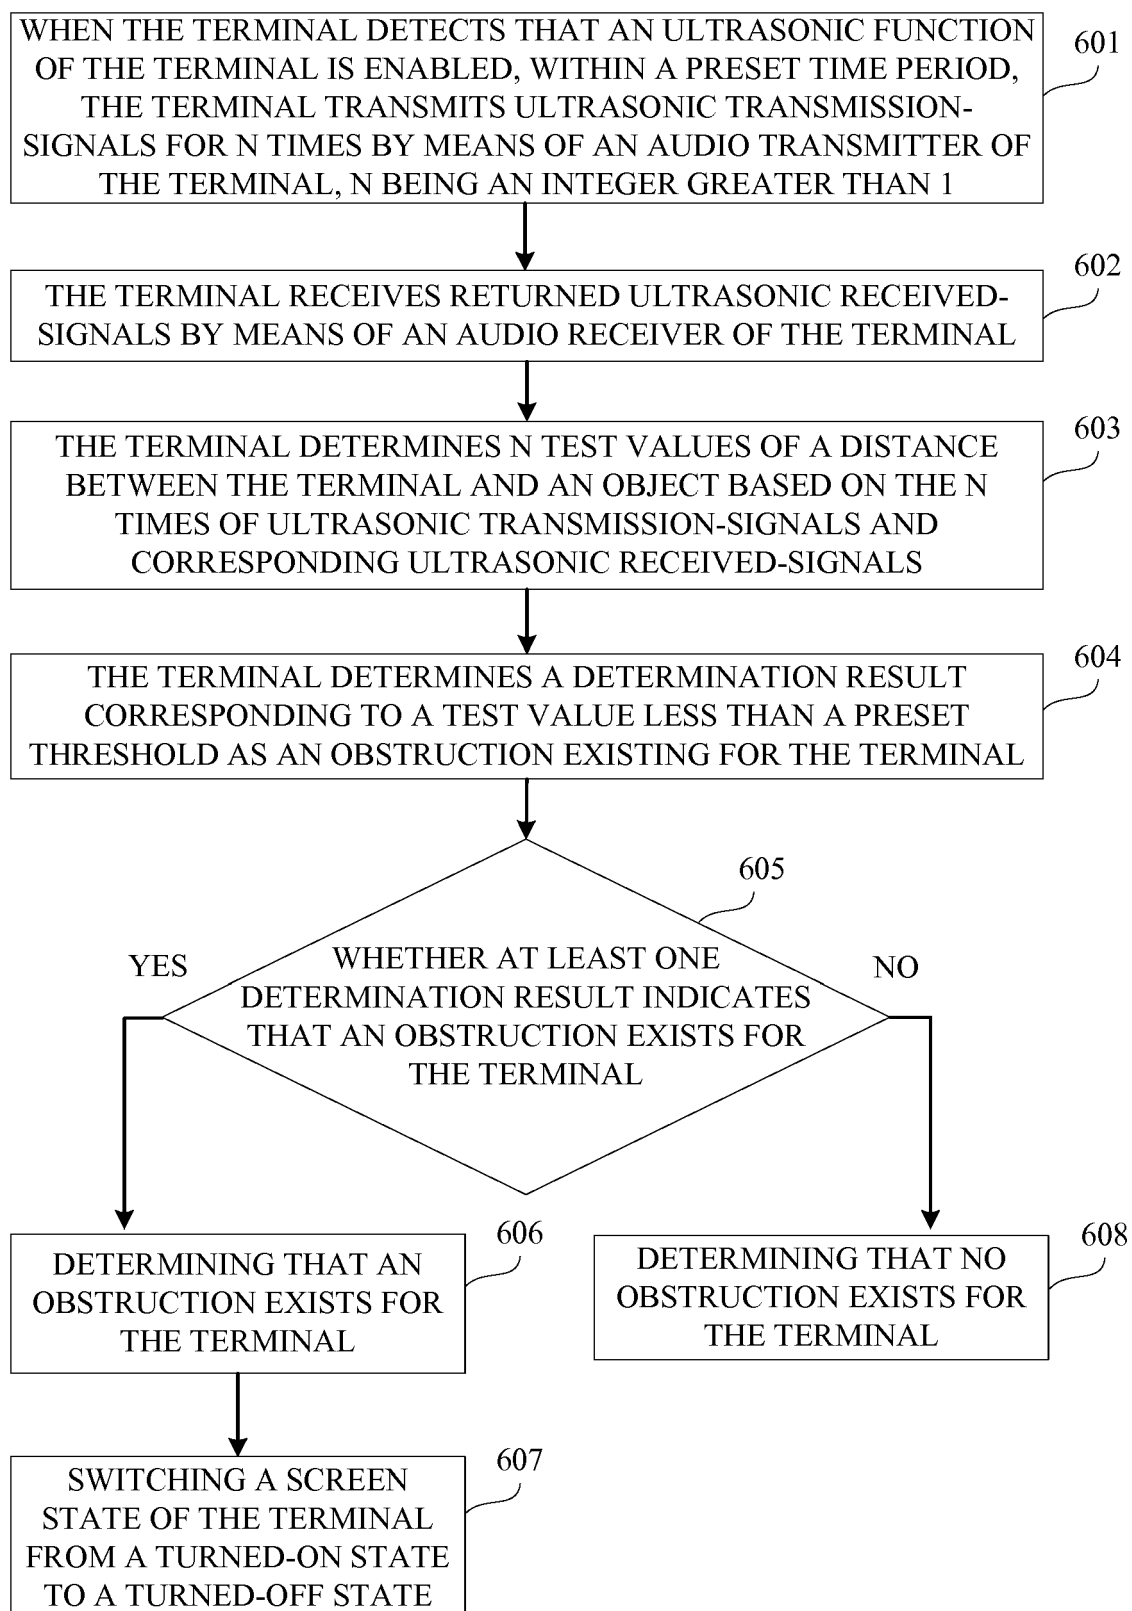 WHEN THE TERMINAL DETECTS THAT AN ULTRASONIC FUNCTION
OF THE TERMINAL IS ENABLED, WITHIN A PRESET TIME PERIOD,
THE TERMINAL TRANSMITS ULTRASONIC TRANSMISSION-
SIGNALS FOR N TIMES BY MEANS OF AN AUDIO TRANSMITTER OF
THE TERMINAL, N BEING AN INTEGER GREATER THAN 1
601
THE TERMINAL RECEIVES RETURNED ULTRASONIC RECEIVED-
SIGNALS BY MEANS OF AN AUDIO RECEIVER OF THE TERMINAL
602
THE TERMINAL DETERMINES N TEST VALUES OF A DISTANCE
BETWEEN THE TERMINAL AND AN OBJECT BASED ON THE N
TIMES OF ULTRASONIC TRANSMISSION-SIGNALS AND
CORRESPONDING ULTRASONIC RECEIVED-SIGNALS
603
THE TERMINAL DETERMINES A DETERMINATION RESULT
CORRESPONDING TO A TEST VALUE LESS THAN A PRESET
THRESHOLD AS AN OBSTRUCTION EXISTING FOR THE TERMINAL
604
605
WHETHER AT LEAST ONE
DETERMINATION RESULT INDICATES
THAT AN OBSTRUCTION EXISTS FOR
THE TERMINAL
YES
NO
DETERMINING THAT AN
OBSTRUCTION EXISTS FOR
THE TERMINAL
606
DETERMINING THAT NO
OBSTRUCTION EXISTS FOR
THE TERMINAL
608
SWITCHING A SCREEN
STATE OF THE TERMINAL
FROM A TURNED-ON STATE
TO A TURNED-OFF STATE
607